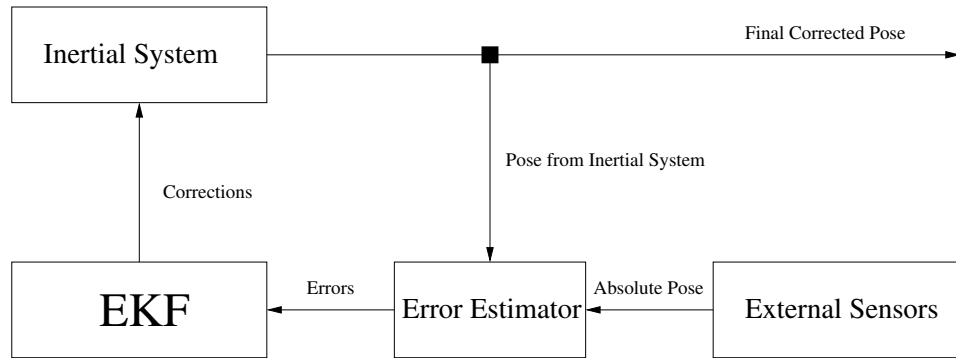 Inertial System
Final Corrected Pose
Pose from Inertial System
Corrections
EKF
Errors
Error Estimator
Absolute Pose
External Sensors